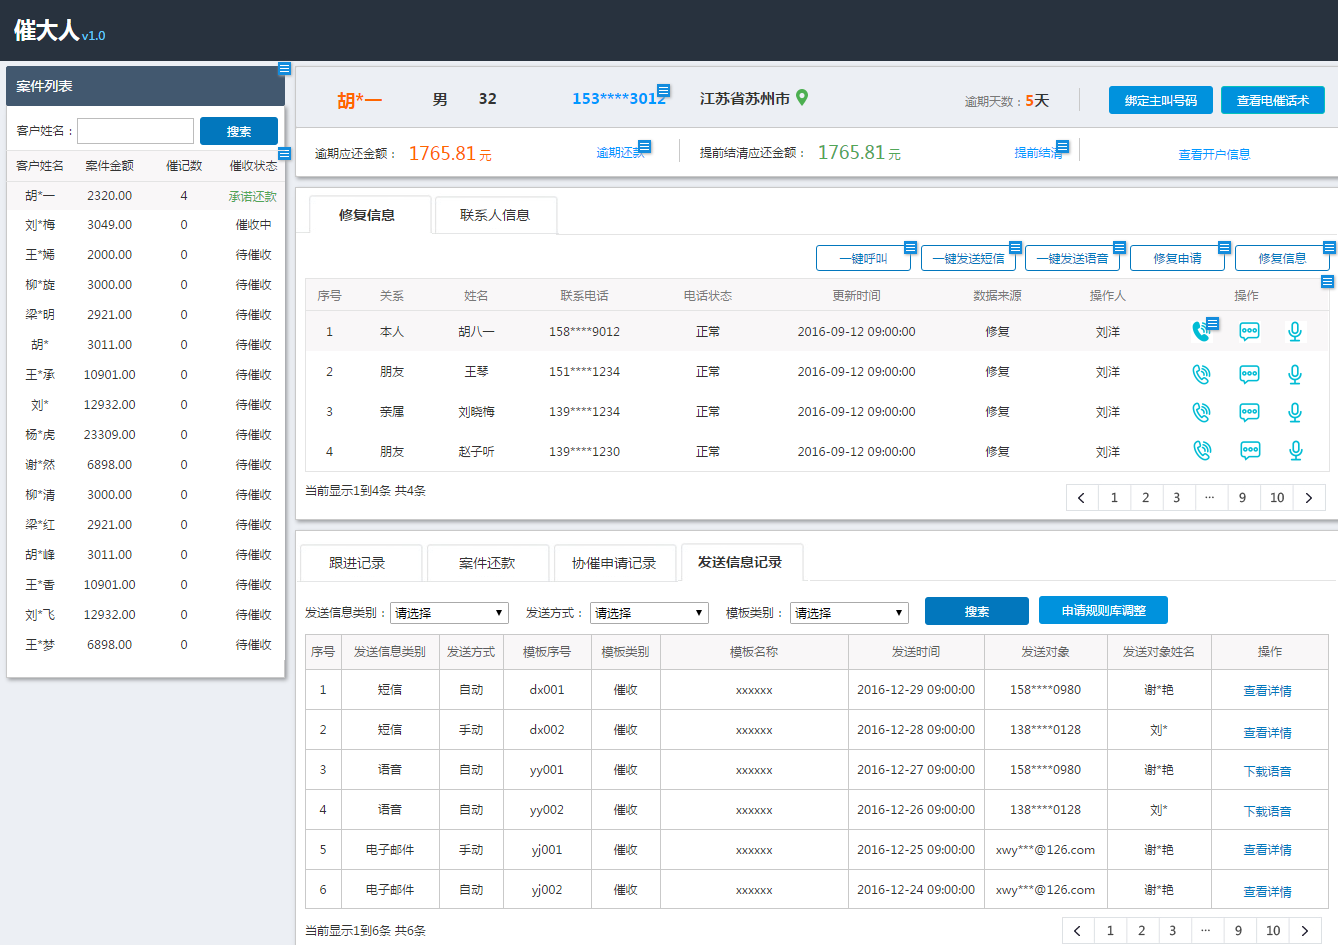 催大人 v1.0
案件列表
客户姓名： 搜索
客户姓名 案件金额 催记数 催收状态
胡*一 2320.00 4 承诺还款
刘*梅 3049.00 0 催收中
王*嫣 2000.00 0 待催收
柳*旋 3000.00 0 待催收
梁*明 2921.00 0 待催收
胡* 3011.00 0 待催收
王*承 10901.00 0 待催收
刘* 12932.00 0 待催收
杨*虎 23309.00 0 待催收
谢*然 6898.00 0 待催收
柳*清 3000.00 0 待催收
梁*红 2921.00 0 待催收
胡*峰 3011.00 0 待催收
王*香 10901.00 0 待催收
刘*飞 12932.00 0 待催收
王*梦 6898.00 0 待催收
胡*一 男 32 153****3012 江苏省苏州市 逾期天数：5天 绑定主叫号码 查看电催话术
逾期应还金额： 1765.81 元 逾期还款 提前结清应还金额： 1765.81 元 提前结清 查看开户信息
修复信息 联系人信息
一键呼叫 一键发送短信 一键发送语音 修复申请 修复信息
序号 关系 姓名 联系电话 电话状态 更新时间 数据来源 操作人 操作
1 本人 胡八一 158****9012 正常 2016-09-12 09:00:00 修复 刘洋
2 朋友 王琴 151****1234 正常 2016-09-12 09:00:00 修复 刘洋
3 亲属 刘晓梅 139****1234 正常 2016-09-12 09:00:00 修复 刘洋
4 朋友 赵子听 139****1230 正常 2016-09-12 09:00:00 修复 刘洋
当前显示1到4条 共4条
< 1 2 3 ··· 9 10 >
跟进记录 案件还款 协催申请记录 发送信息记录
发送信息类别： 请选择 发送方式： 请选择 模板类别： 请选择 搜索 申请规则库调整
序号 发送信息类别 发送方式 模板序号 模板类别 模板名称 发送时间 发送对象 发送对象姓名 操作
1 短信 自动 dx001 催收 xxxxxx 2016-12-29 09:00:00 158****0980 谢*艳 查看详情
2 短信 手动 dx002 催收 xxxxxx 2016-12-28 09:00:00 138****0128 刘* 查看详情
3 语音 自动 yy001 催收 xxxxxx 2016-12-27 09:00:00 158****0980 谢*艳 下载语音
4 语音 自动 yy002 催收 xxxxxx 2016-12-26 09:00:00 138****0128 刘* 下载语音
5 电子邮件 手动 yj001 催收 xxxxxx 2016-12-25 09:00:00 xwy***@126.com 谢*艳 查看详情
6 电子邮件 自动 yj002 催收 xxxxxx 2016-12-24 09:00:00 xwy***@126.com 谢*艳 查看详情
当前显示1到6条 共6条
< 1 2 3 ··· 9 10 >